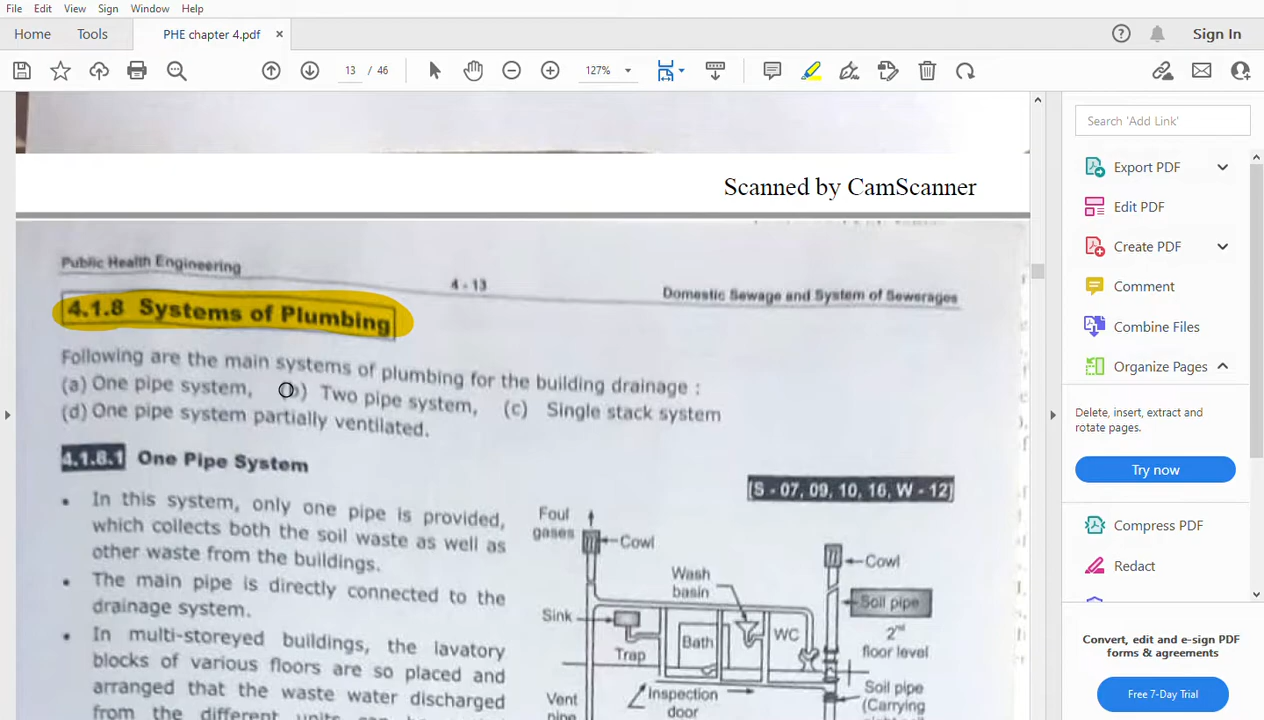 File Edit View Sign Window Help
Home Tools PHE chapter 4.pdf × Sign In
13 / 46 127%
Search 'Add Link'
Export PDF
Edit PDF
Create PDF
Comment
Combine Files
Organize Pages
Delete, insert, extract and
rotate pages.
Try now
Compress PDF
Redact
Convert, edit and e-sign PDF
forms & agreements
Free 7-Day Trial
Scanned by CamScanner
Public Health Engineering
4 - 13
Domestic Sewage and System of Sewerages
4.1.8 Systems of Plumbing
Following are the main systems of plumbing for the building drainage :
(a) One pipe system, (b) Two pipe system, (c) Single stack system
(d) One pipe system partially ventilated.
4.1.8.1 One Pipe System
[S - 07, 09, 10, 16, W - 12]
• In this system, only one pipe is provided,
which collects both the soil waste as well as
other waste from the buildings.
• The main pipe is directly connected to the
drainage system.
• In multi-storeyed buildings, the lavatory
blocks of various floors are so placed and
arranged that the waste water discharged
from the different units can be
Foul
gases
Cowl
Cowl
Wash
basin
Soil pipe
Sink
2nd
floor level
WC
Bath
Trap
Inspection
door
Vent
pipe
Soil pipe
(Carrying